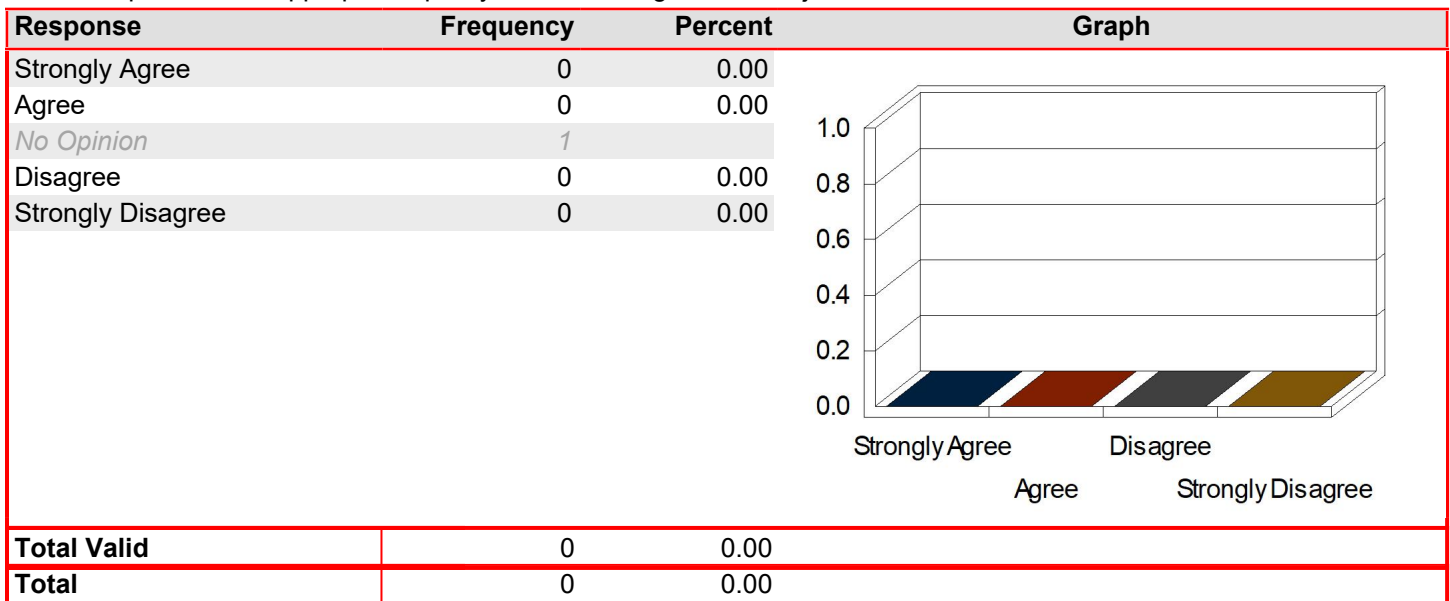 Response Frequency Percent Graph
Strongly Agree 0 0.00
Agree 0 0.00
No Opinion 1
Disagree 0 0.00
Strongly Disagree 0 0.00
1.0
0.8
0.6
0.4
0.2
0.0
Strongly Agree Disagree
Agree Strongly Disagree
Total Valid 0 0.00
Total 0 0.00